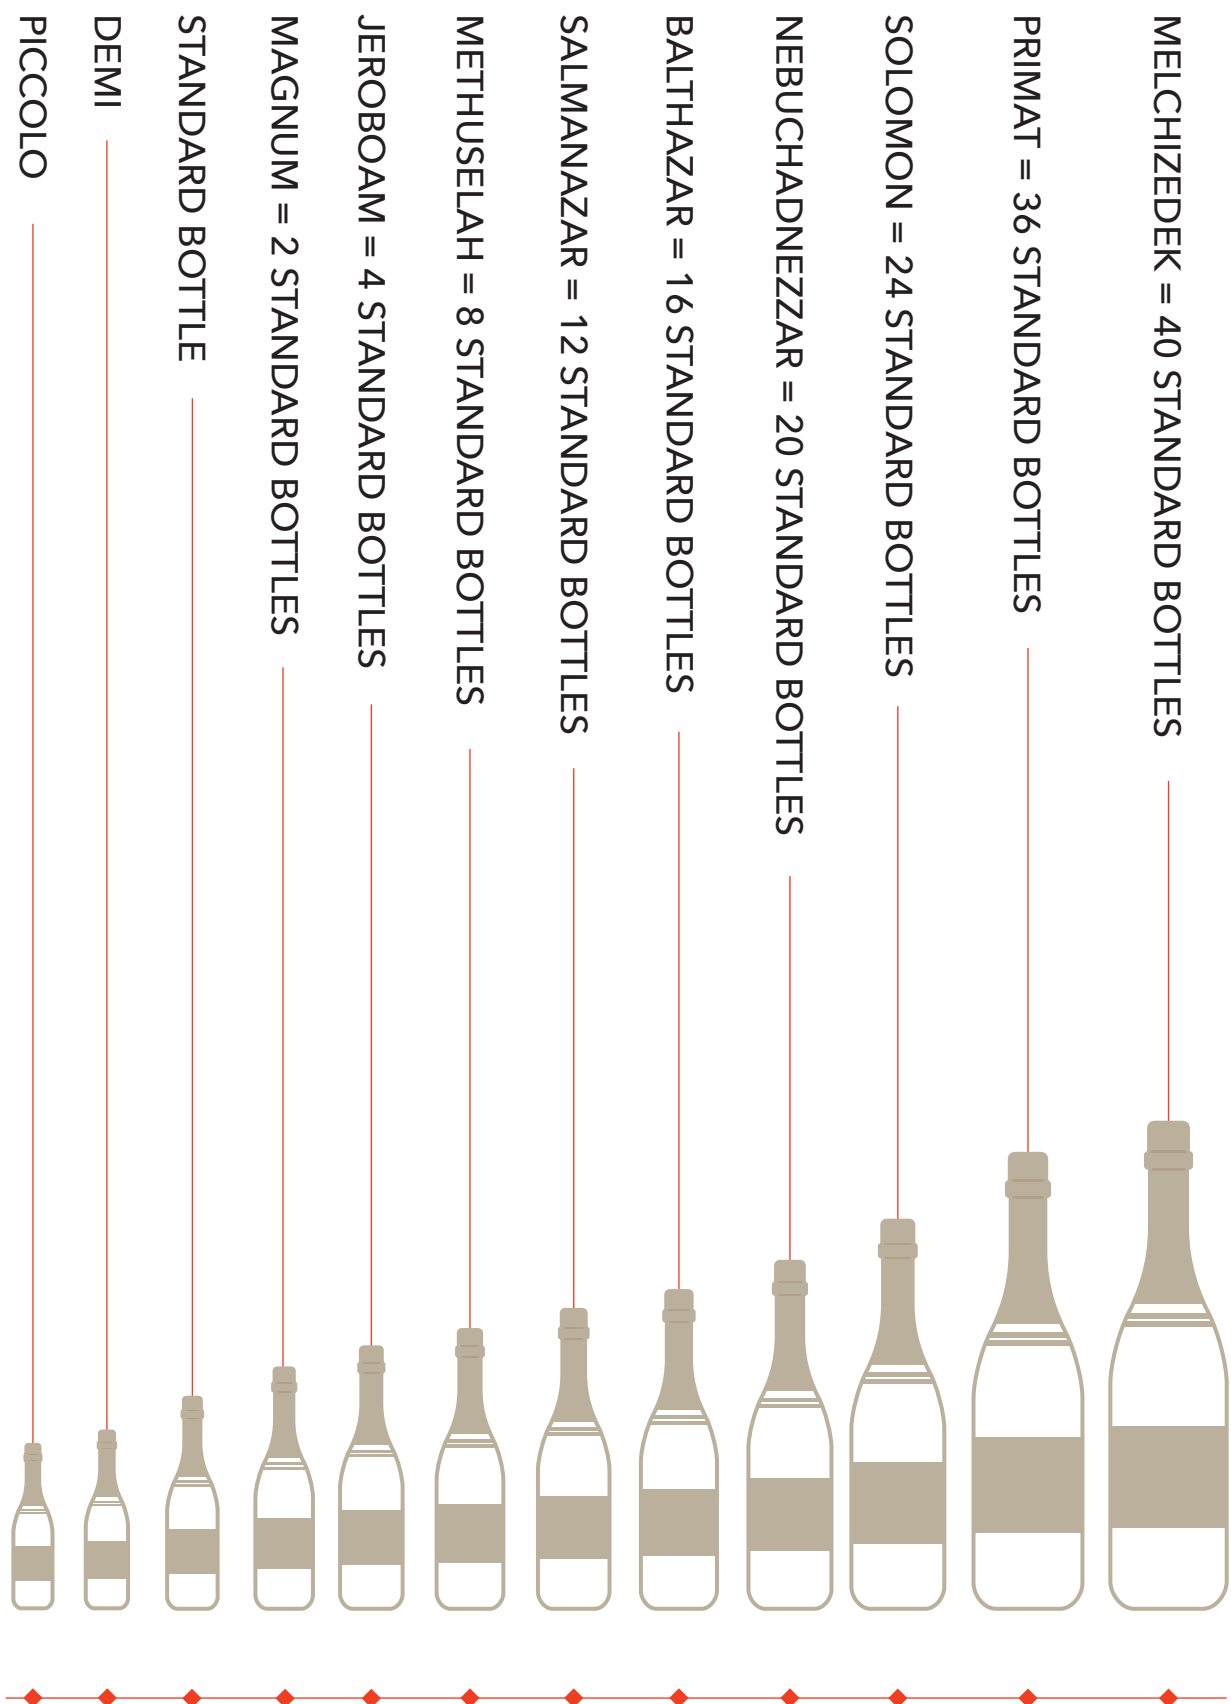 PICCOLO
DEMI
STANDARD BOTTLE
MAGNUM = 2 STANDARD BOTTLES
JEROBOAM = 4 STANDARD BOTTLES
METHUSELAH = 8 STANDARD BOTTLES
SALMANAZAR = 12 STANDARD BOTTLES
BALTHAZAR = 16 STANDARD BOTTLES
NEBUCHADNEZZAR = 20 STANDARD BOTTLES
SOLOMON = 24 STANDARD BOTTLES
PRIMAT = 36 STANDARD BOTTLES
MELCHIZEDEK = 40 STANDARD BOTTLES